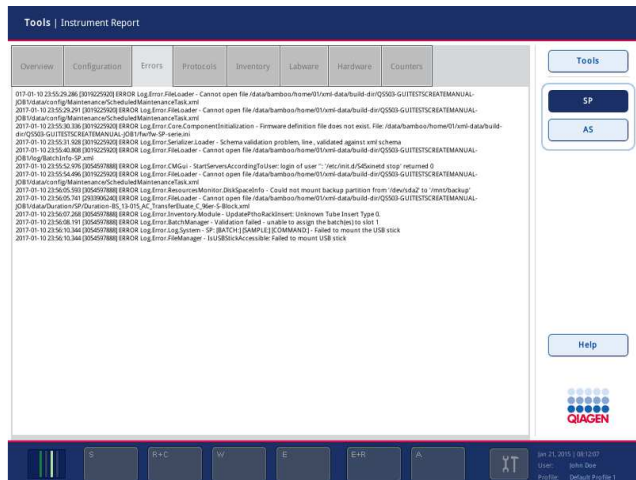 Tools | Instrument Report
Overview
Configuration
Errors
Protocols
Inventory
Labware
Hardware
Counters
017-01-10 23:55:29.286 [3019225920] ERROR Log.Error.FileLoader - Cannot open file /data/bamboo/home/01/xml-data/build-dir/QS503-GUITESTSCREATEMANUAL-
JOB1/data/config/Maintenance/ScheduledMaintenanceTask.xml
2017-01-10 23:55:29.291 [3019225920] ERROR Log.Error.FileLoader - Cannot open file /data/bamboo/home/01/xml-data/build-dir/QS503-GUITESTSCREATEMANUAL-
JOB1/data/config/Maintenance/ScheduledMaintenanceTask.xml
2017-01-10 23:55:30.336 [3019225920] ERROR Log.Error.Core.ComponentInitialization - Firmware definition file does not exist. File: /data/bamboo/home/01/xml-data/build-
dir/QS503-GUITESTSCREATEMANUAL-JOB1/fw/fw-SP-serie.ini
2017-01-10 23:55:31.928 [3019225920] ERROR Log.Error.Serializer.Loader - Schema validation problem, line , validated against xml schema
2017-01-10 23:55:40.808 [3019225920] ERROR Log.Error.FileLoader - Cannot open file /data/bamboo/home/01/xml-data/build-dir/QS503-GUITESTSCREATEMANUAL-
JOB1/log/BatchInfo-SP.xml
2017-01-10 23:55:52.976 [3054597888] ERROR Log.Error.CMGui - StartServersAccordingToUser: login of user '': '/etc/init.d/S4Sxinetd stop' returned 0
2017-01-10 23:55:54.496 [3054597888] ERROR Log.Error.FileLoader - Cannot open file /data/bamboo/home/01/xml-data/build-dir/QS503-GUITESTSCREATEMANUAL-
JOB1/data/config/Maintenance/ScheduledMaintenanceTask.xml
2017-01-10 23:56:05.593 [3054597888] ERROR Log.Error.ResourcesMonitor.DiskSpaceInfo - Could not mount backup partition from '/dev/sda2' to '/mnt/backup'
2017-01-10 23:56:05.741 [2933906240] ERROR Log.Error.FileLoader - Cannot open file /data/bamboo/home/01/xml-data/build-dir/QS503-GUITESTSCREATEMANUAL-
JOB1/data/Duration/SP/Duration-BS_13-015_AC_TransferEluate_C_96er-S-Block.xml
2017-01-10 23:56:07.268 [3054597888] ERROR Log.Error.Inventory.Module - UpdatePthoRackInsert: Unknown Tube Insert Type 0.
2017-01-10 23:56:08.191 [3054597888] ERROR Log.Error.BatchManager - Validation failed - unable to assign the batch(es) to slot 1
2017-01-10 23:56:10.344 [3054597888] ERROR Log.Error.Log.System - SP: [BATCH:] [SAMPLE:] [COMMAND:] - Failed to mount the USB stick
2017-01-10 23:56:10.344 [3054597888] ERROR Log.Error.FileManager - IsUSBStickAccessible: Failed to mount USB stick
Tools
SP
AS
Help
QIAGEN
S
R+C
W
E
E+R
A
Jan 21, 2015 | 08:12:07
User: John Doe
Profile: Default Profile 1